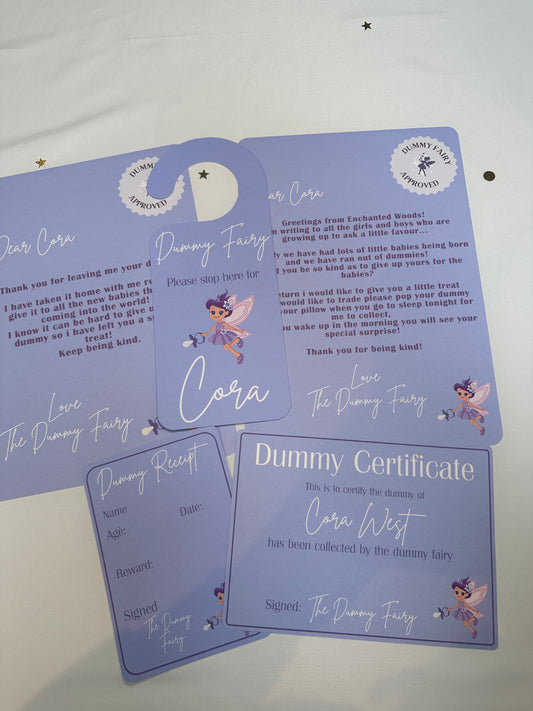 Dear Cora
Thank you for leaving me your
I have taken it home with me
give it to all the new babies
coming into the world!
I know it can be hard to give
dummy so i have left you a
treat!
Keep being kind.
Love
The Dummy Fairy
APPROVED
Dummy Fairy
Please stop here for
Cora
DUMMY FAIRY
APPROVED
Cora
Greetings from Enchanted Woods!
writing to all the girls and boys who are
growing up to ask a little favour...
we have had lots of little babies being born
and we have ran out of dummies!
you be so kind as to give up yours for the
babies?
I would like to give you a little treat
would like to trade please pop your dummy
your pillow when you go to sleep tonight for
me to collect,
you wake up in the morning you will see your
special surprise!
Thank you for being kind!
Love
The Dummy Fairy
Dummy Receipt
Name
Date:
Age:
Reward:
Signed
The Dummy
Fairy
Dummy Certificate
This is to certify the dummy of
Cora West
has been collected by the dummy fairy
Signed: The Dummy Fairy